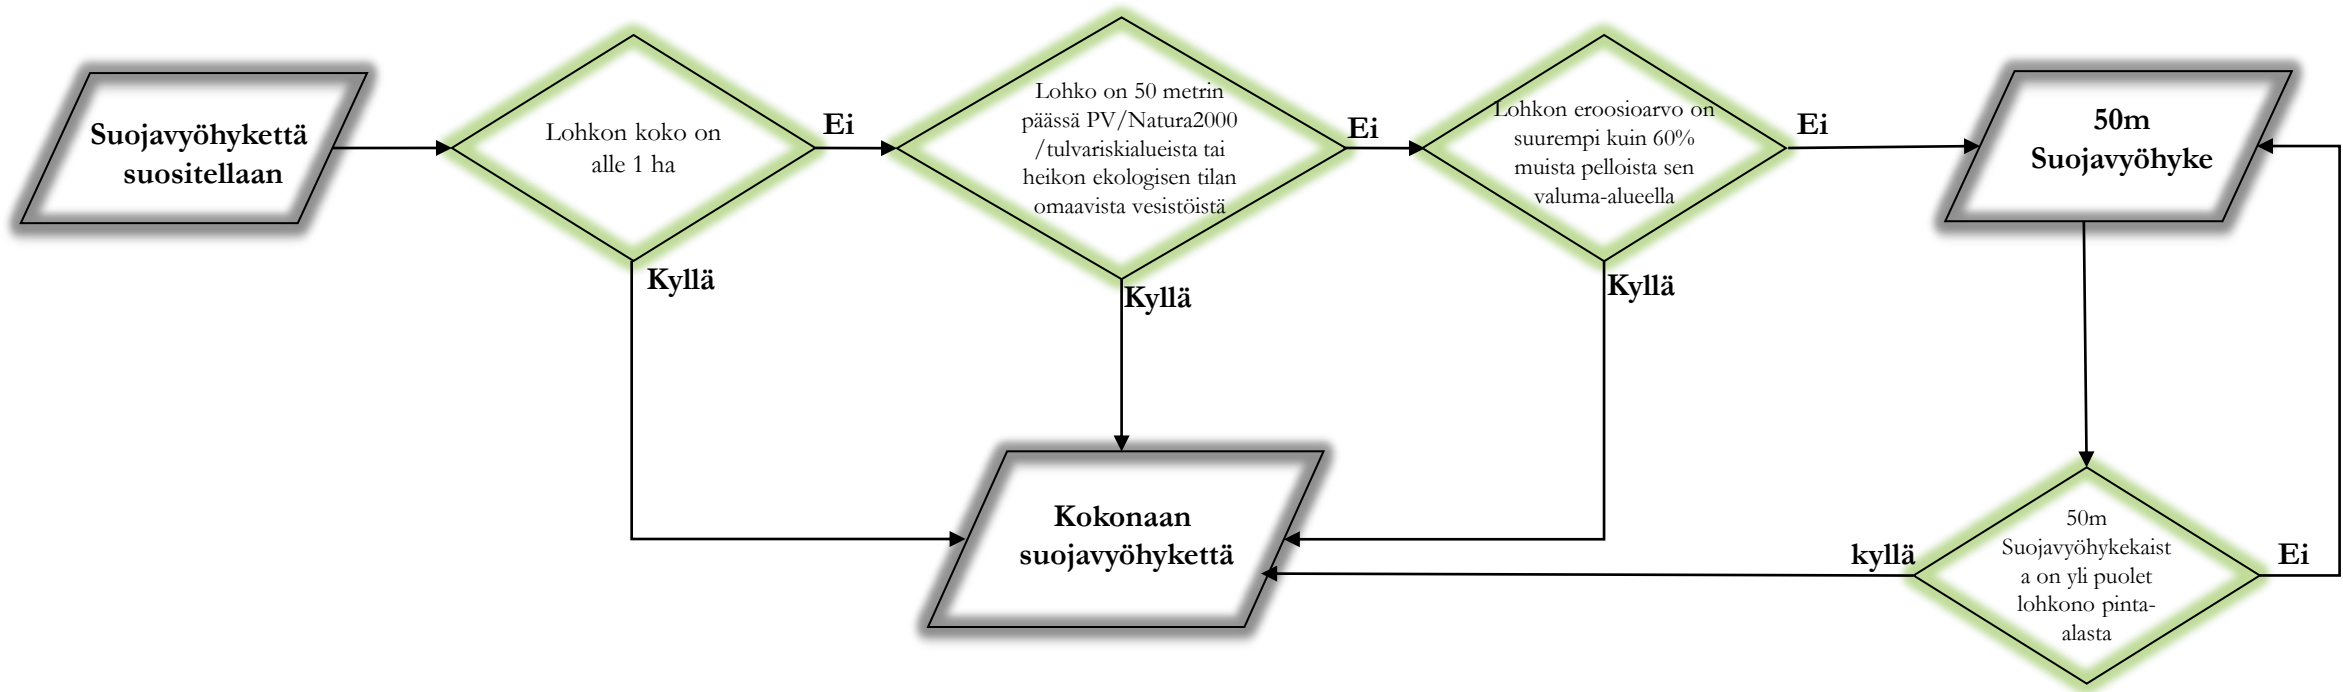 Suojavyöhykettä
suositellaan
Lohkon koko on
alle 1 ha
Ei
Kyllä
Lohko on 50 metrin
päässä PV/Natura2000
/tulvariskialueista tai
heikon ekologisen tilan
omaavista vesistöistä
Ei
Kyllä
Lohkon eroosioarvo on
suurempi kuin 60%
muista pelloista sen
valuma-alueella
Ei
Kyllä
50m
Suojavyöhyke
Kokonaan
suojavyöhykettä
kyllä
50m
Suojavyöhykekaist
a on yli puolet
lohkono pinta-
alasta
Ei